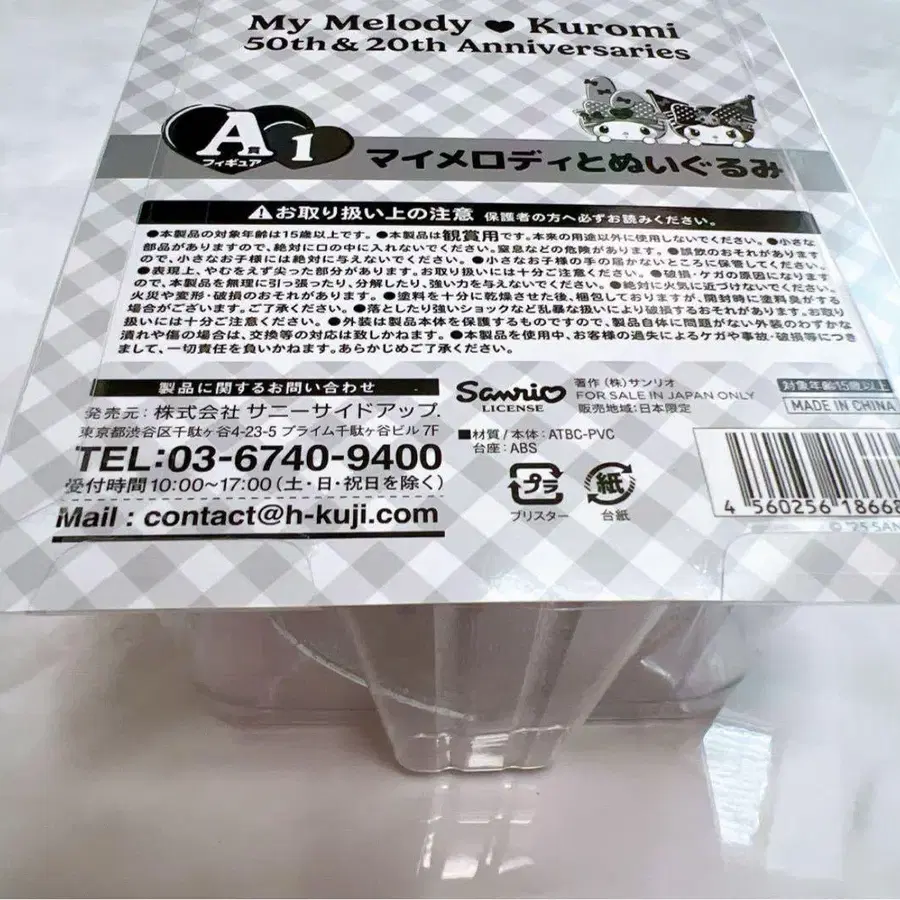 My Melody ♥ Kuromi
50th & 20th Anniversaries
A賞
フィギュア
1
マイメロディとぬいぐるみ
⚠お取り扱い上の注意 保護者の方へ必ずお読みください。
●本製品の対象年齢は15歳以上です。●本製品は観賞用です。本来の用途以外に使用しないでください。●小さな
部品がありますので、絶対に口の中に入れないでください。窒息などの危険があります。●誤飲のおそれがあります
ので、小さなお子様には絶対に与えないでください。●小さなお子様の手の届かないところに保管してください。
●表現上、やむをえず尖った部分があります。お取り扱いには十分ご注意ください。●破損・ケガの原因になります
ので、本製品を無理に引っ張ったり、分解したり、強い力を与えないでください。●絶対に火気に近づけないでください。
火災や変形・破損のおそれがあります。●塗料を十分に乾燥させた後、梱包しておりますが、開封時に塗料臭がする
場合がございます。ご了承ください。●落としたり強いショックなど乱暴な扱いにより破損するおそれがあります。お取り
扱いには十分ご注意ください。●外装は製品本体を保護するものですので、製品自体に問題がない外装のわずかな
潰れや傷の場合は、交換等の対応は致しかねます。●本製品を使用中、お客様の過失によるケガや事故・破損等につき
まして、一切責任を負いかねます。あらかじめご了承ください。
製品に関するお問い合わせ
発売元:株式会社 サニーサイドアップ.
東京都渋谷区千駄ヶ谷4-23-5 プライム千駄ヶ谷ビル 7F
TEL:03-6740-9400
受付時間10:00~17:00(土・日・祝日を除く)
Mail : contact@h-kuji.com
Sanrio
LICENSE
著作 (株)サンリオ
FOR SALE IN JAPAN ONLY
販売地域:日本限定
■材質/本体:ATBC-PVC
台座:ABS
プラ
ブリスター
紙
台紙
対象年齢15歳以上
MADE IN CHINA
4 560256 18668
© '25 SAN